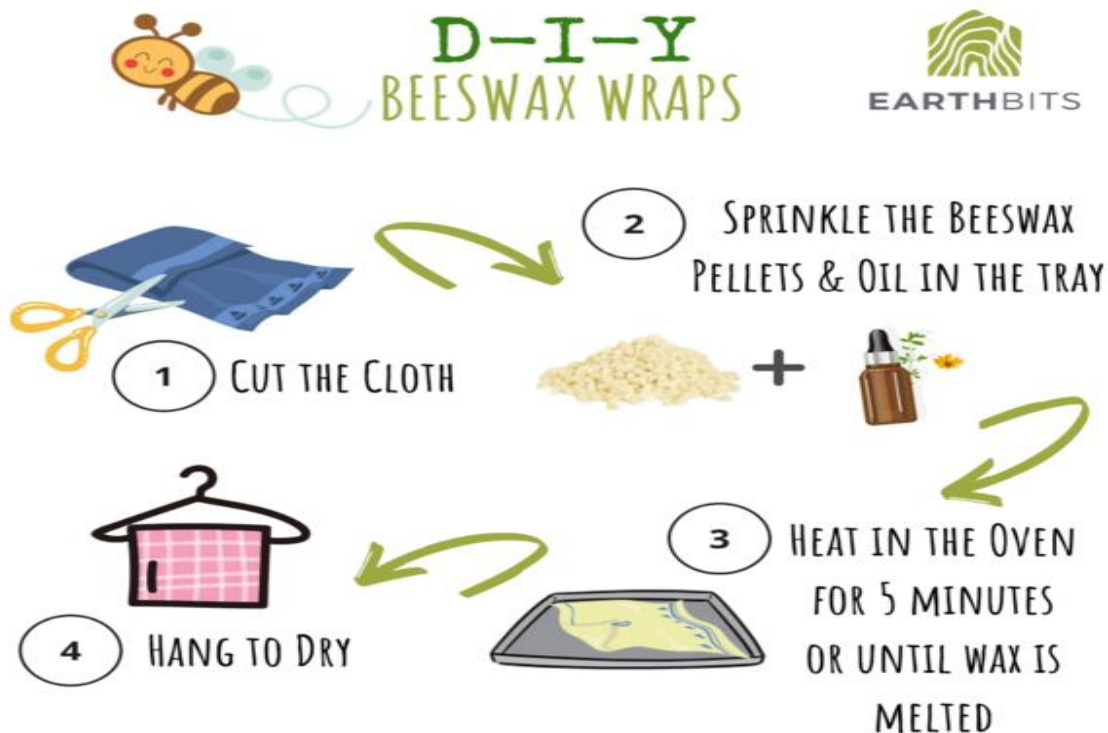 D-I-Y
BEESWAX WRAPS
EARTHBITS
1 CUT THE CLOTH
2 SPRINKLE THE BEESWAX
PELLETS & OIL IN THE TRAY
+
3 HEAT IN THE OVEN
FOR 5 MINUTES
OR UNTIL WAX IS
MELTED
4 HANG TO DRY